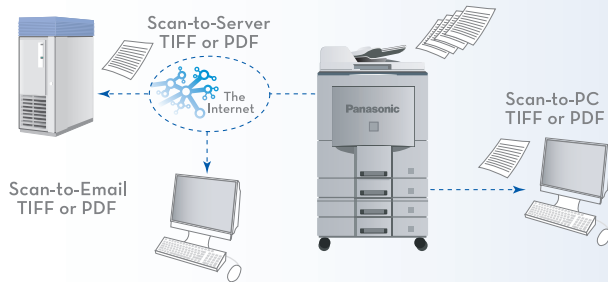 Scan-to-Server
TIFF or PDF
The
Internet
Panasonic
Scan-to-PC
TIFF or PDF
Scan-to-Email
TIFF or PDF